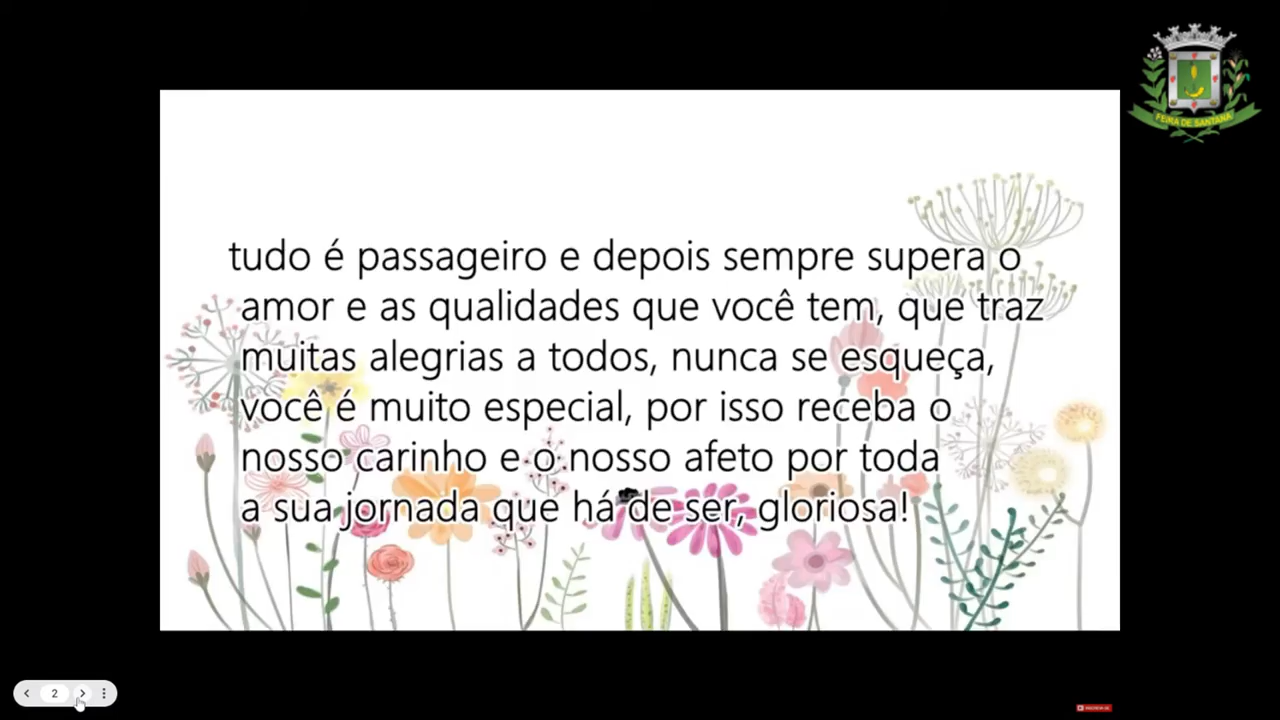 FEIRA DE SANTANA
tudo é passageiro e depois sempre supera o
amor e as qualidades que você tem, que traz
muitas alegrias a todos, nunca se esqueça,
você é muito especial, por isso receba o
nosso carinho e o nosso afeto por toda
a sua jornada que há de ser, gloriosa!
2